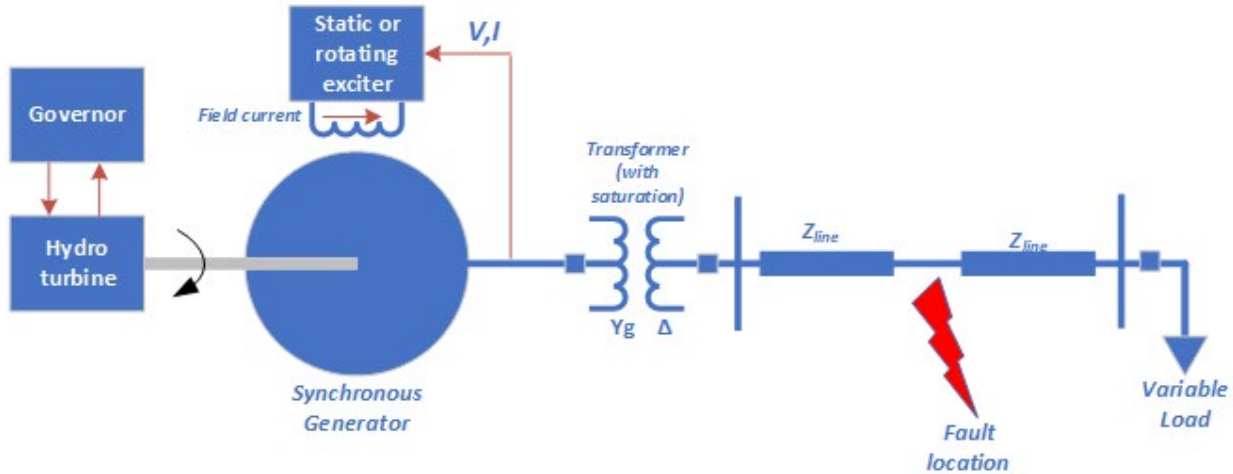 Static or
rotating
exciter
V,I
Governor
Field current
Transformer
(with
saturation)
Hydro
turbine
Zline
Zline
Yg
Δ
Synchronous
Generator
Variable
Load
Fault
location